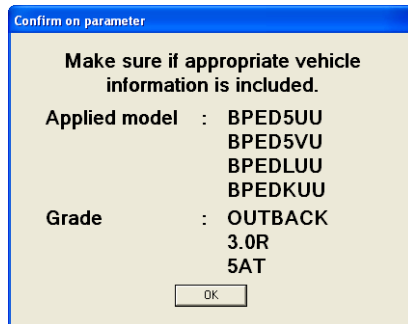 Confirm on parameter
Make sure if appropriate vehicle
information is included.
Applied model : BPED5UU
BPED5VU
BPEDLUU
BPEDKUU
Grade : OUTBACK
3.0R
5AT
OK